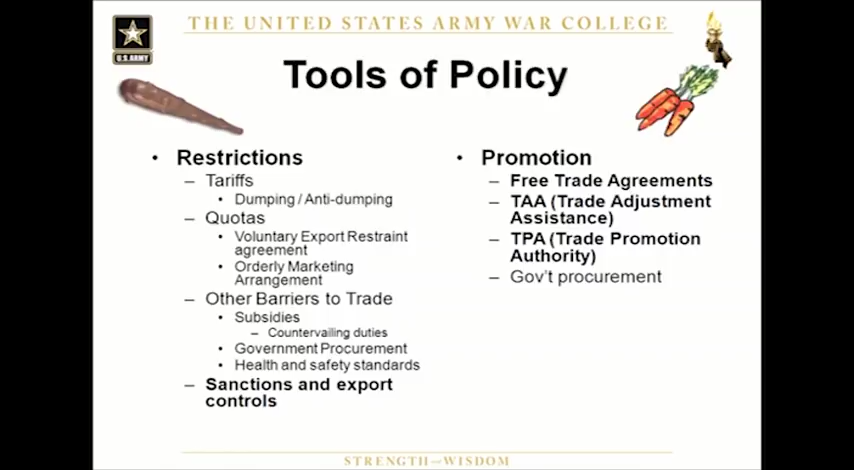 THE UNITED STATES ARMY WAR COLLEGE
U.S.ARMY
Tools of Policy
• Restrictions
– Tariffs
• Dumping / Anti-dumping
– Quotas
• Voluntary Export Restraint
agreement
• Orderly Marketing
Arrangement
– Other Barriers to Trade
• Subsidies
– Countervailing duties
• Government Procurement
• Health and safety standards
– Sanctions and export
controls
• Promotion
– Free Trade Agreements
– TAA (Trade Adjustment
Assistance)
– TPA (Trade Promotion
Authority)
– Gov't procurement
STRENGTH—WISDOM